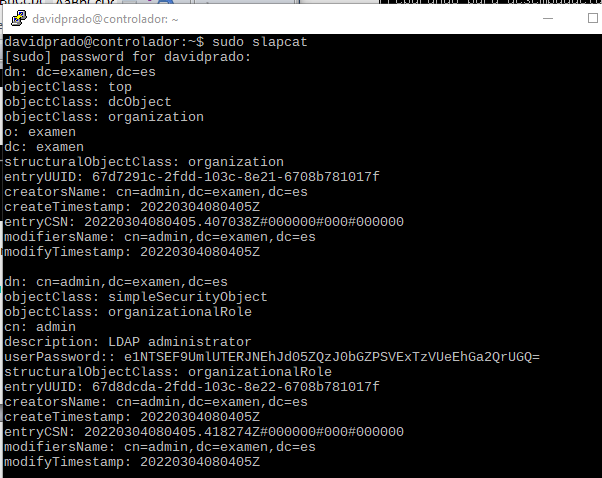 davidprado@controlador: ~
davidprado@controlador:~$ sudo slapcat
[sudo] password for davidprado:
dn: dc=examen,dc=es
objectClass: top
objectClass: dcObject
objectClass: organization
o: examen
dc: examen
structuralObjectClass: organization
entryUUID: 67d7291c-2fdd-103c-8e21-6708b781017f
creatorsName: cn=admin,dc=examen,dc=es
createTimestamp: 20220304080405Z
entryCSN: 20220304080405.407038Z#000000#000#000000
modifiersName: cn=admin,dc=examen,dc=es
modifyTimestamp: 20220304080405Z
dn: cn=admin,dc=examen,dc=es
objectClass: simpleSecurityObject
objectClass: organizationalRole
cn: admin
description: LDAP administrator
userPassword:: e1NTSEF9UmlUTERJNEhJd05ZQzJ0bGZPSVExTzVUeEhGa2QrUGQ=
structuralObjectClass: organizationalRole
entryUUID: 67d8dcda-2fdd-103c-8e22-6708b781017f
creatorsName: cn=admin,dc=examen,dc=es
createTimestamp: 20220304080405Z
entryCSN: 20220304080405.418274Z#000000#000#000000
modifiersName: cn=admin,dc=examen,dc=es
modifyTimestamp: 20220304080405Z